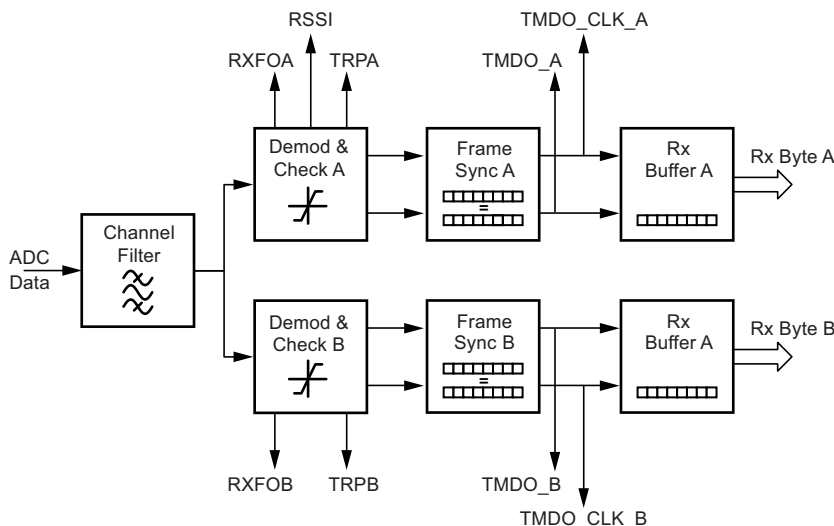 RSSI
TMDO_CLK_A
RXFOA
TRPA
TMDO_A
Demod &
Check A
Frame
Sync A
=
Rx
Buffer A
Rx Byte A
ADC
Data
Channel
Filter
Demod &
Check B
Frame
Sync B
=
Rx
Buffer A
Rx Byte B
RXFOB
TRPB
TMDO_B
TMDO_CLK_B